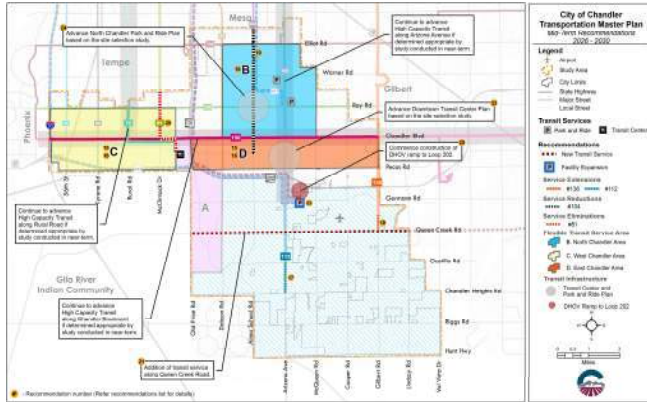 City of Chandler
Transportation Master Plan
Mid-Term Recommendations
2026 - 2030
Legend
Airport
Study Area
City Limits
State Highway
Major Street
Local Street
Transit Services
Park and Ride
Transit Center
Recommendations
New Transit Service
Facility Expansion
Service Extensions
#136
#112
Service Reductions
#104
Service Eliminations
Flexible Transit Service Area
B. North Chandler Area
C. West Chandler Area
D. East Chandler Area
Transit Infrastructure
Transit Center and
Park and Ride Plan
DHOV Ramp to Loop 202
Miles
Mesa
Tempe
Gilbert
Phoenix
Gila River
Indian Community
Advance North Chandler Park and Ride Plan
based on the site selection study.
Continue to advance
High Capacity Transit
along Arizona Avenue if
determined appropriate by
study conducted in near-term.
Advance Downtown Transit Center Plan
based on the site selection study.
Commence construction of
DHOV ramp to Loop 202
Continue to advance
High Capacity Transit
along Rural Road if
determined appropriate by
study conducted in near-term.
Continue to advance
High Capacity Transit
if determined appropriate by
study conducted in near-term.
Addition of transit service
along Queen Creek Road.
Elliot Rd
Warner Rd
Ray Rd
Chandler Blvd
Pecos Rd
Germann Rd
Queen Creek Rd
Ocotillo Rd
Chandler Heights Rd
Riggs Rd
Hunt Hwy
56th St
Kyrene Rd
Rural Rd
McClintock Dr
Old Price Rd
Dobson Rd
Alma School Rd
Arizona Ave
McQueen Rd
Cooper Rd
Gilbert Rd
Lindsay Rd
Val Vista Dr
A
B
C
D
- Recommendation number (Refer recommendations list for details)